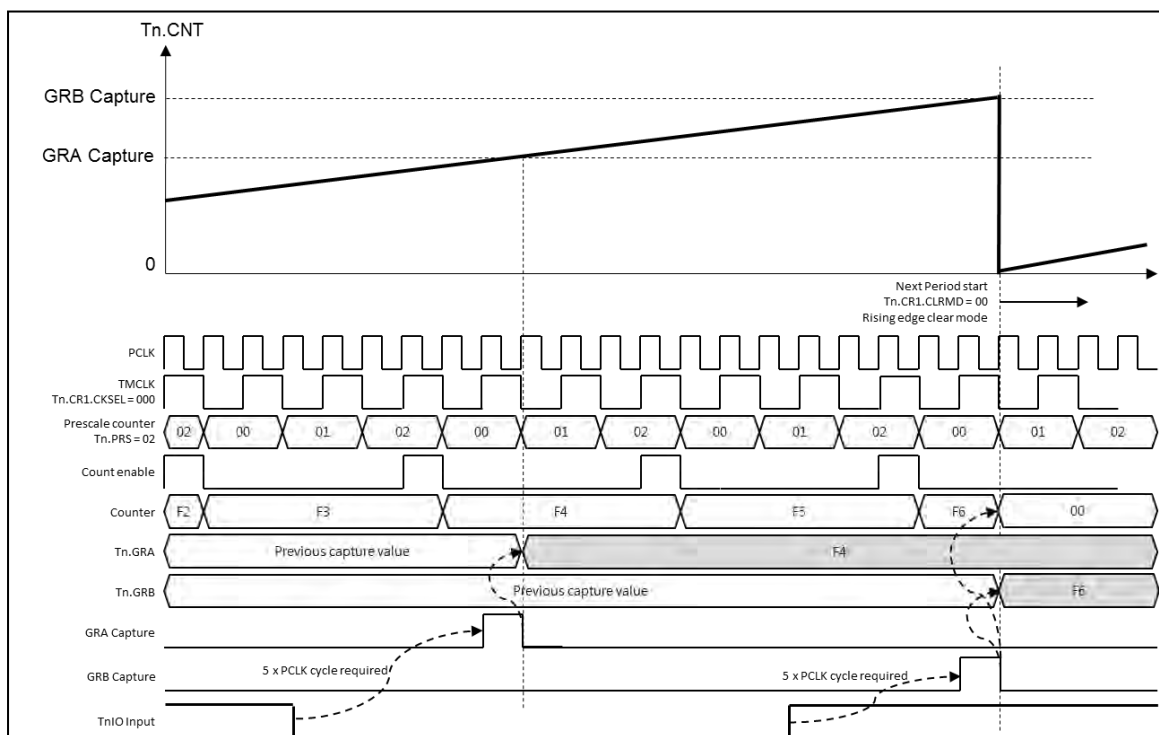 Tn.CNT
GRB Capture
GRA Capture
0
Next Period start
Tn.CR1.CLRMD = 00
Rising edge clear mode
PCLK
TMCLK
Tn.CR1.CKSEL = 000
Prescale counter
Tn.PRS = 02
02 00 01 02 00 01 02 00 01 02 00 01 02
Count enable
Counter F2 F3 F4 F5 F6 00
Tn.GRA Previous capture value F4
Tn.GRB Previous capture value F6
GRA Capture
5 x PCLK cycle required
GRB Capture
5 x PCLK cycle required
TnIO Input